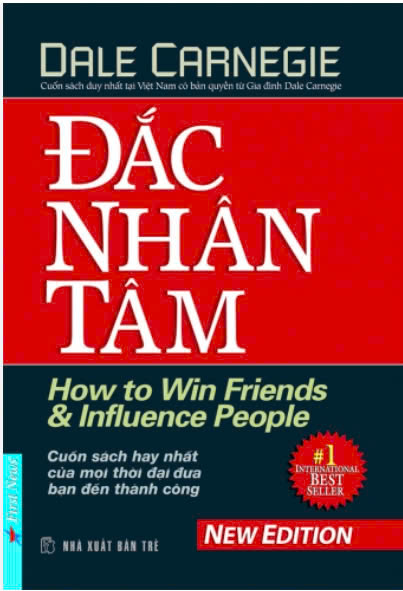 DALE CARNEGIE
Cuốn sách duy nhất tại Việt Nam có bản quyền từ Gia đình Dale Carnegie
ĐẮC
NHÂN
TÂM
How to Win Friends
& Influence People
Cuốn sách hay nhất
của mọi thời đại đưa
bạn đến thành công
#1
INTERNATIONAL
BEST
SELLER
First News
NHÀ XUẤT BẢN TRẺ
NEW EDITION